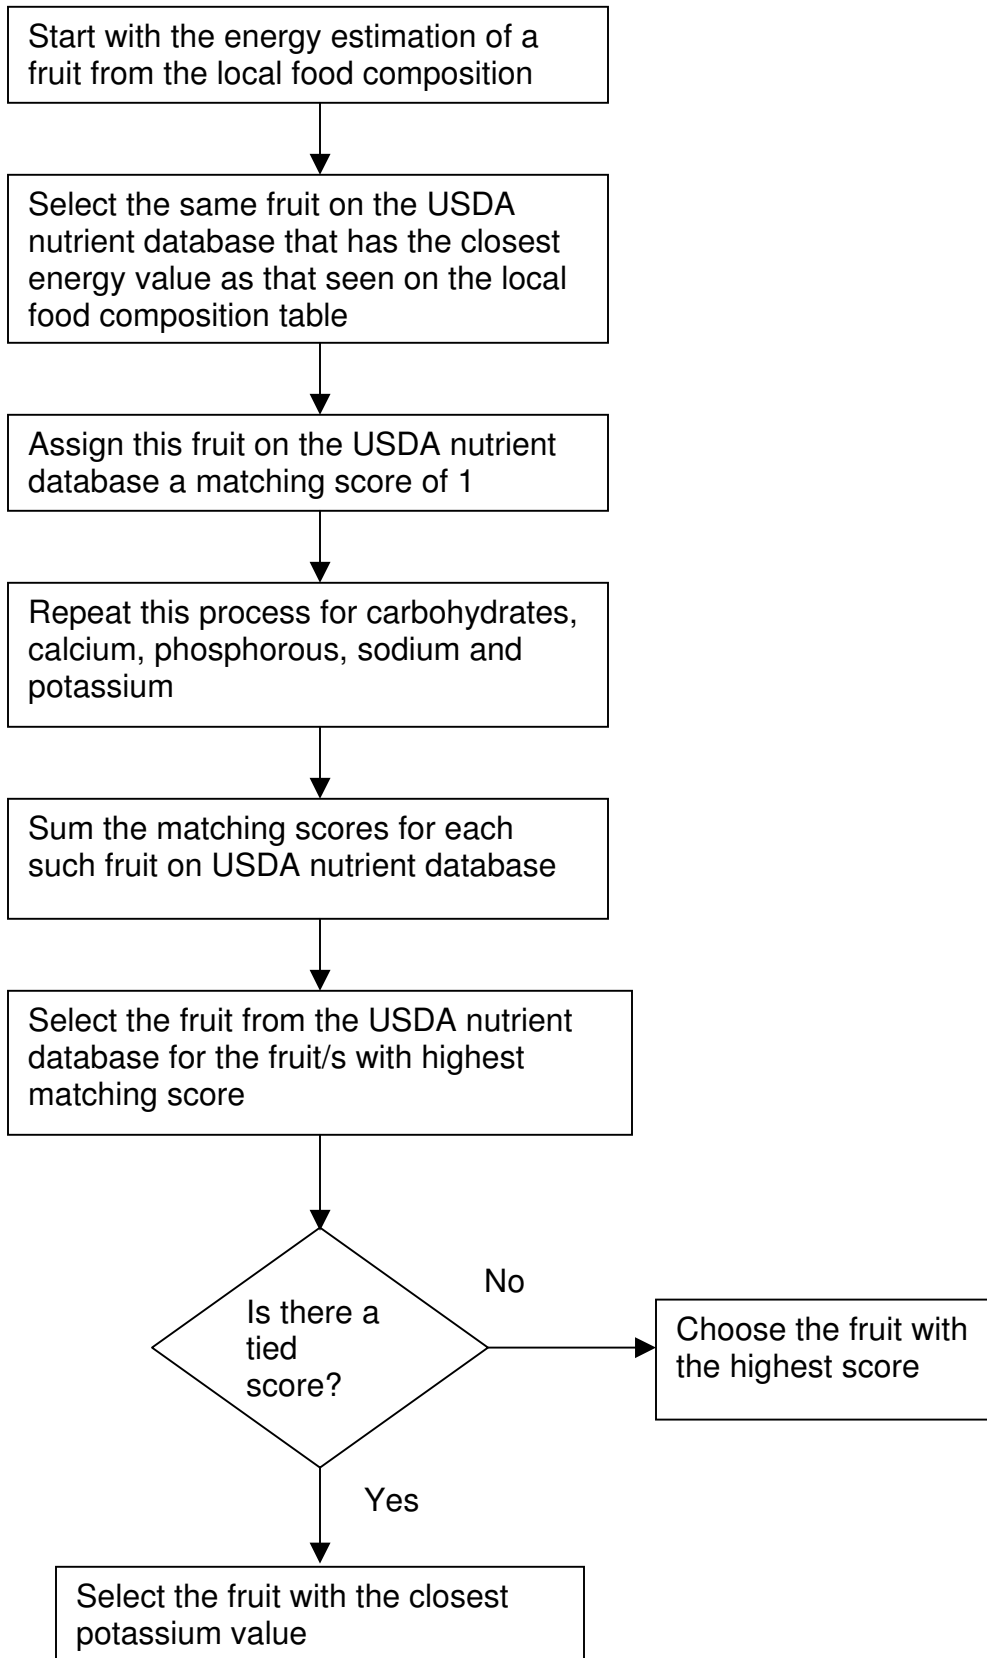 Start with the energy estimation of a
fruit from the local food composition
Select the same fruit on the USDA
nutrient database that has the closest
energy value as that seen on the local
food composition table
Assign this fruit on the USDA nutrient
database a matching score of 1
Repeat this process for carbohydrates,
calcium, phosphorous, sodium and
potassium
Sum the matching scores for each
such fruit on USDA nutrient database
Select the fruit from the USDA nutrient
database for the fruit/s with highest
matching score
Is there a
tied
score?
No
Choose the fruit with
the highest score
Yes
Select the fruit with the closest
potassium value